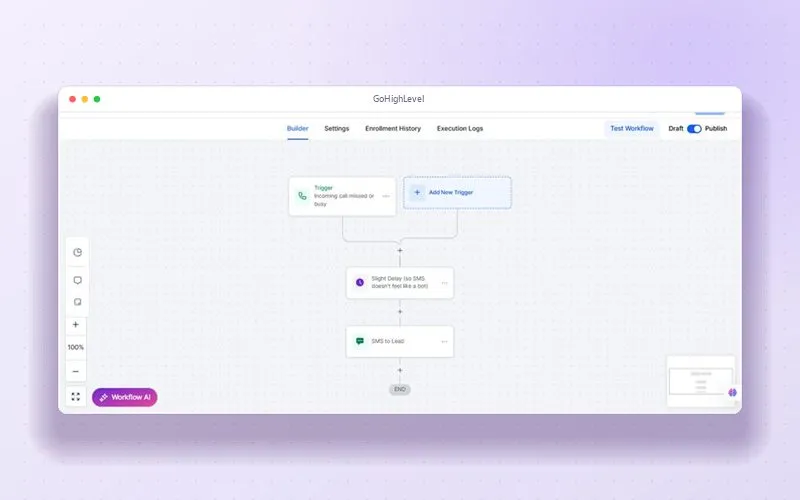 GoHighLevel
Builder Settings Enrollment History Execution Logs Test Workflow Draft Publish
Trigger
Incoming call missed or
busy
Add New Trigger
Slight Delay (so SMS
doesn't feel like a bot)
SMS to Lead
100%
END
Workflow AI